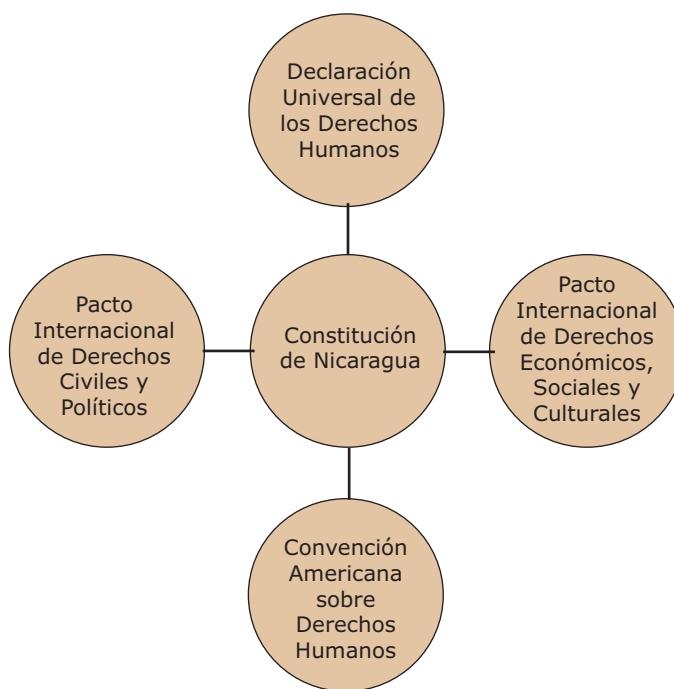 Declaración
Universal de
los Derechos
Humanos
Pacto
Internacional
de Derechos
Civiles y
Políticos
Constitución
de Nicaragua
Pacto
Internacional
de Derechos
Económicos,
Sociales y
Culturales
Convención
Americana
sobre
Derechos
Humanos